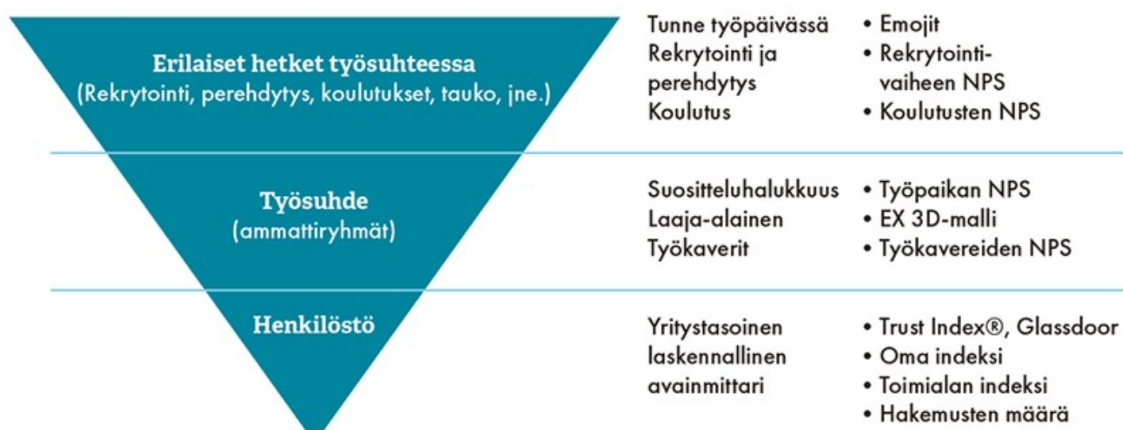 Erilaiset hetket työsuhteessa
(Rekrytointi, perehdytys, koulutukset, tauko, jne.)
Tunne työpäivässä
Rekrytointi ja
perehdytys
Koulutus
• Emojit
• Rekrytointi-
vaiheen NPS
• Koulutusten NPS
Työsuhde
(ammattiryhmät)
Suositteluhalukkuus
Laaja-alainen
Työkaverit
• Työpaikan NPS
• EX 3D-malli
• Työkavereiden NPS
Henkilöstö
Yritystasoinen
laskennallinen
avainmittari
• Trust Index®, Glassdoor
• Oma indeksi
• Toimialan indeksi
• Hakemusten määrä